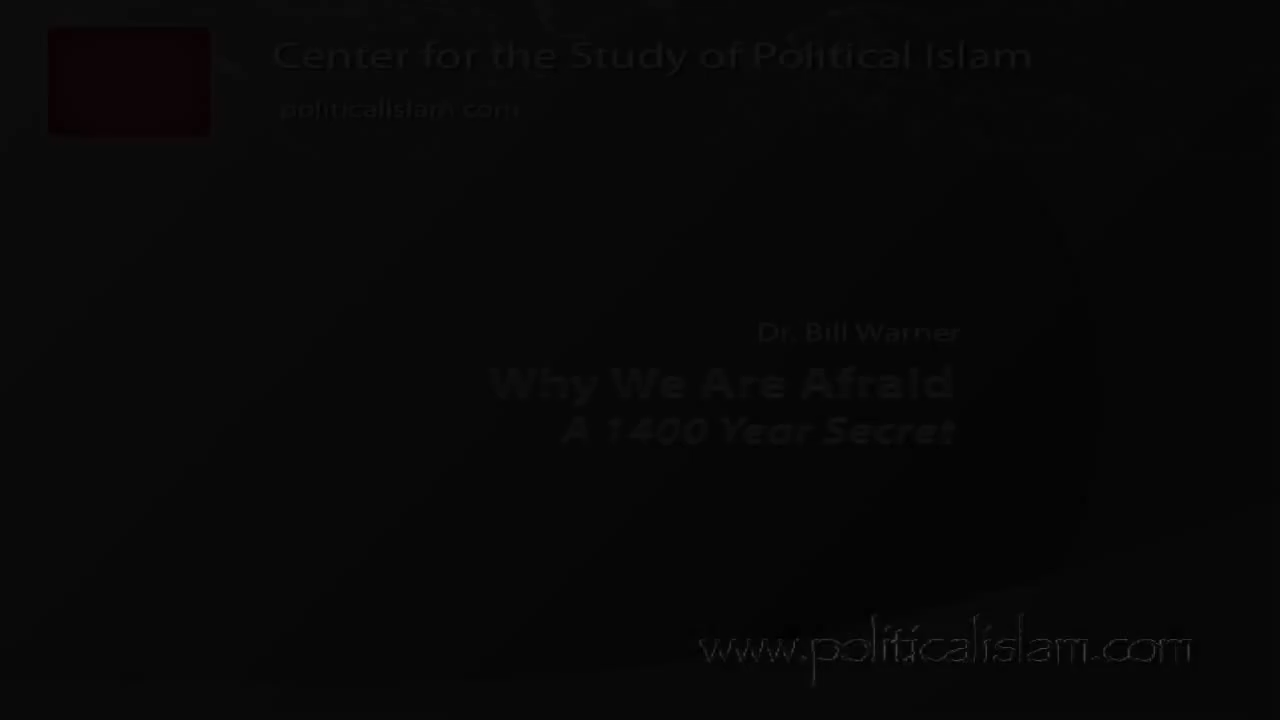 Center for the Study of Political Islam
politicalislam.com
Dr. Bill Warner
Why We Are Afraid
A 1400 Year Secret
www.politicalislam.com